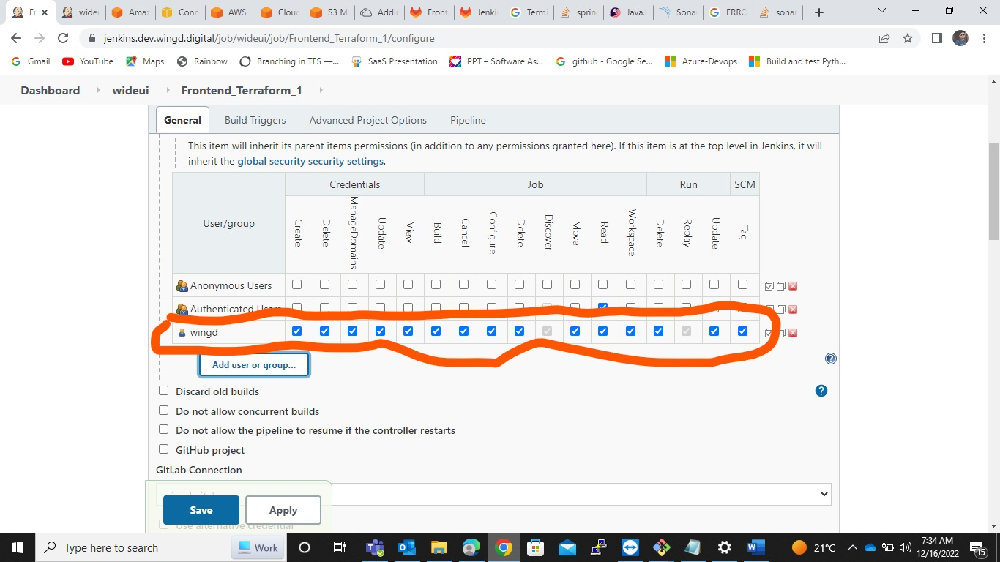 Fr
wide
Ama
Conn
AWS
Clou
S3 M
Addi
Front
Jenki
Term
sprin
Java.l
Sona
ERRC
sona
jenkins.dev.wingd.digital/job/wideui/job/Frontend_Terraform_1/configure
Gmail YouTube Maps Rainbow Branching in TFS —... SaaS Presentation PPT – Software As... github - Google Se... Azure-Devops Build and test Pyth...
Dashboard wideui Frontend_Terraform_1
General Build Triggers Advanced Project Options Pipeline
This item will inherit its parent items permissions (in addition to any permissions granted here). If this item is at the top level in Jenkins, it will
inherit the global security security settings.
User/group Credentials Job Run SCM
Create Delete ManageDomains Update View Build Cancel Configure Delete Discover Move Read Workspace Delete Replay Update Tag
Anonymous Users
Authenticated Users
wingd
Add user or group...
Discard old builds
Do not allow concurrent builds
Do not allow the pipeline to resume if the controller restarts
GitHub project
GitLab Connection
Save Apply
Use alternative credential
Type here to search Work 21°C 7:34 AM
12/16/2022 15